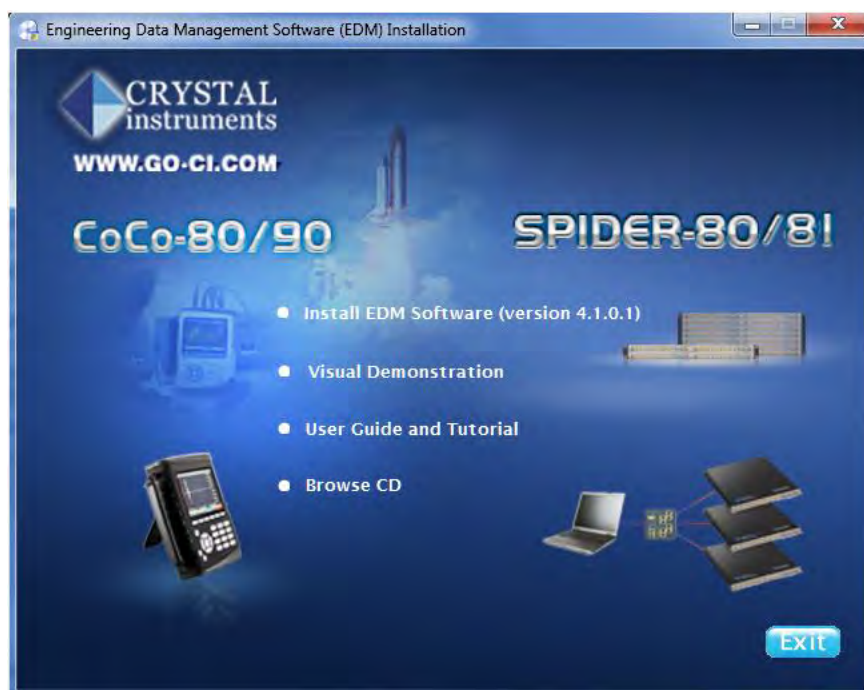 Engineering Data Management Software (EDM) Installation
CRYSTAL
instruments
WWW.GO-CI.COM
CoCo-80/90
SPIDER-80/81
Install EDM Software (version 4.1.0.1)
Visual Demonstration
User Guide and Tutorial
Browse CD
Exit